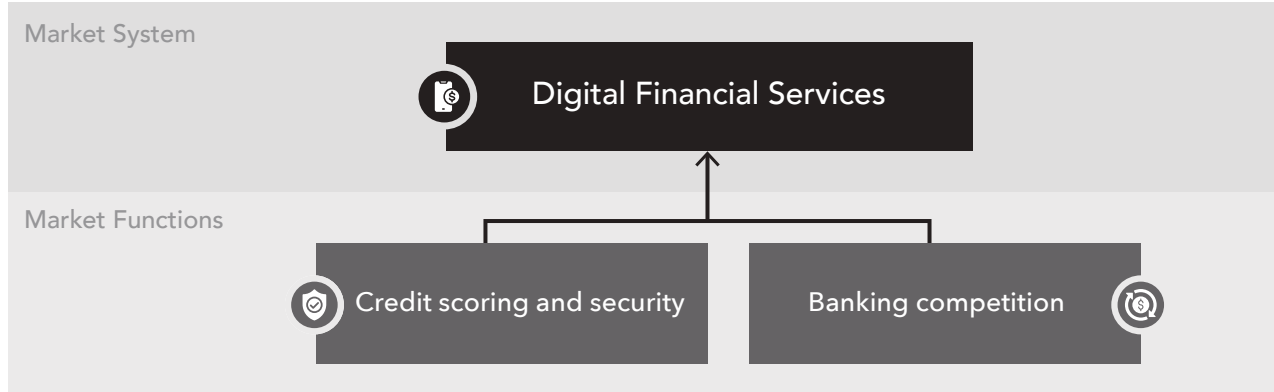 Market System
Digital Financial Services
Market Functions
Credit scoring and security
Banking competition